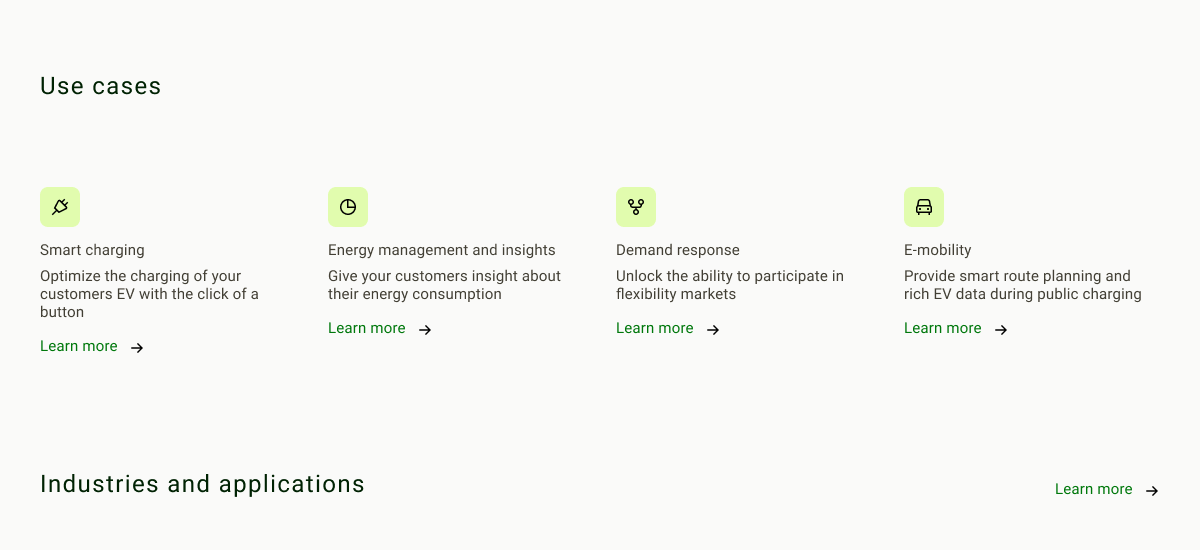 Use cases
Smart charging
Optimize the charging of your
customers EV with the click of a
button
Learn more
Energy management and insights
Give your customers insight about
their energy consumption
Learn more
Demand response
Unlock the ability to participate in
flexibility markets
Learn more
E-mobility
Provide smart route planning and
rich EV data during public charging
Learn more
Industries and applications
Learn more